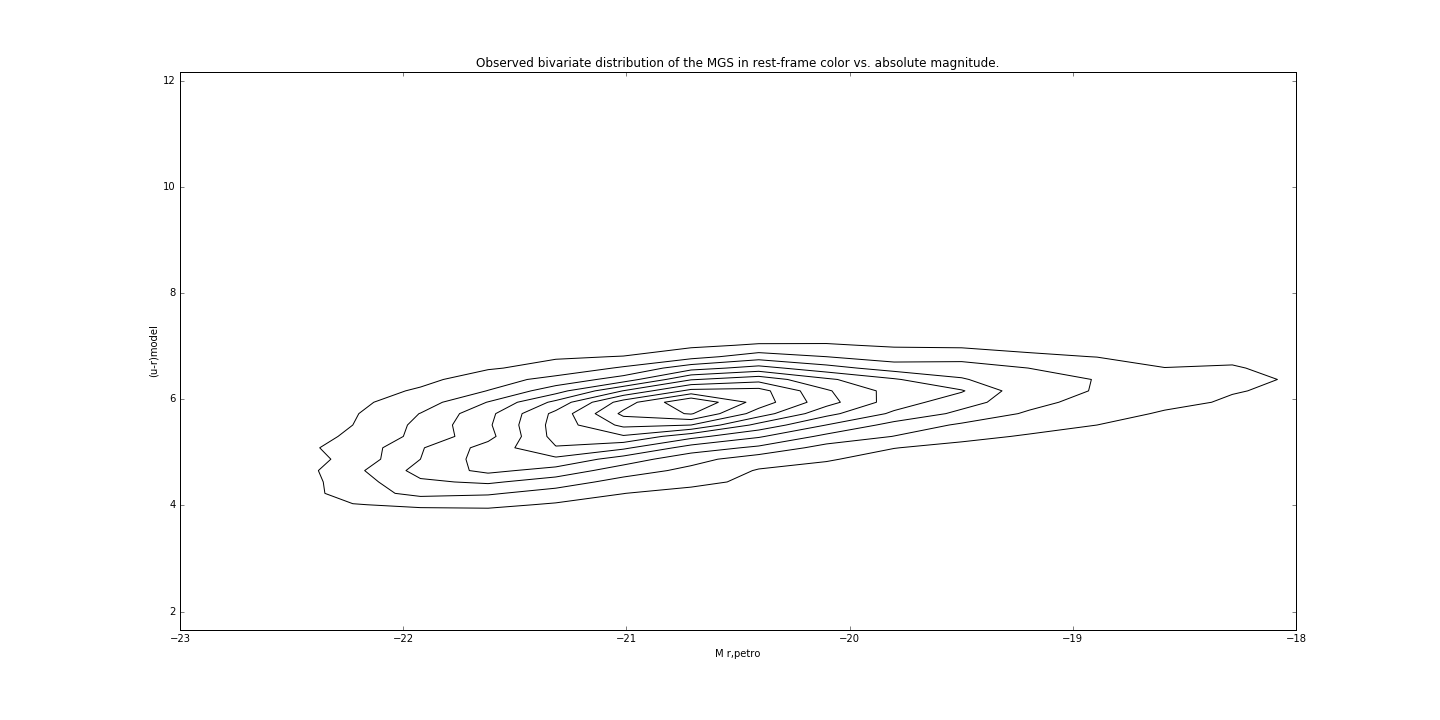 Observed bivariate distribution of the MGS in rest-frame color vs. absolute magnitude.
12
10
8
6
4
2
(u-r)model
−23 −22 −21 −20 −19 −18
M r,petro